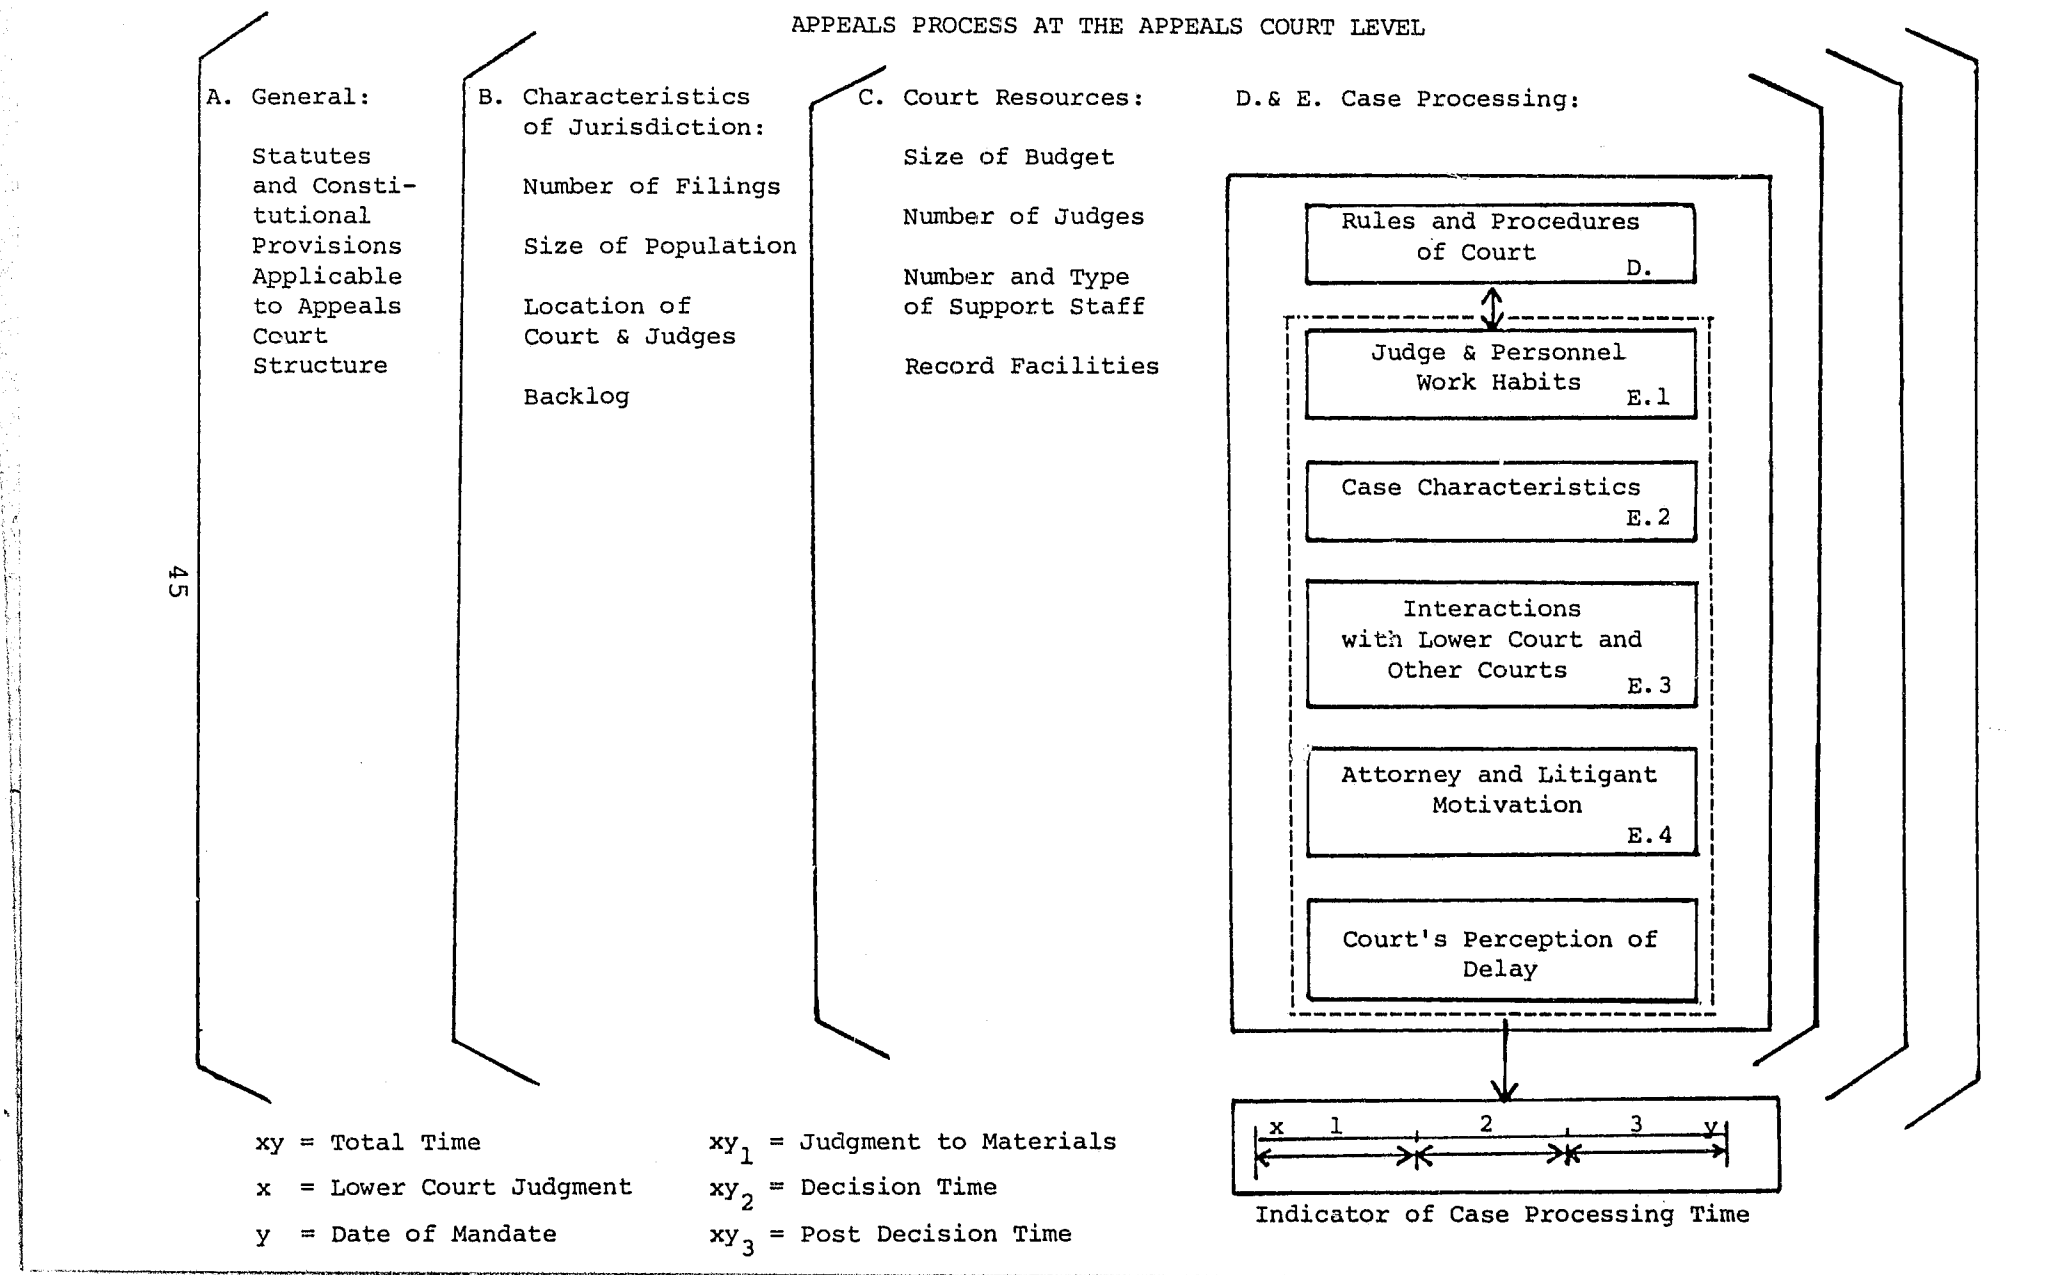 APPEALS PROCESS AT THE APPEALS COURT LEVEL
A. General:
Statutes
and Consti-
tutional
Provisions
Applicable
to Appeals
Court
Structure
B. Characteristics
of Jurisdiction:
Number of Filings
Size of Population
Location of
Court & Judges
Backlog
C. Court Resources:
Size of Budget
Number of Judges
Number and Type
of Support Staff
Record Facilities
D.& E. Case Processing:
Rules and Procedures
of Court
D.
Judge & Personnel
Work Habits
E.1
Case Characteristics
E.2
Interactions
with Lower Court and
Other Courts
E.3
Attorney and Litigant
Motivation
E.4
Court's Perception of
Delay
x 1 2 3 y
Indicator of Case Processing Time
xy = Total Time
x = Lower Court Judgment
y = Date of Mandate
xy1 = Judgment to Materials
xy2 = Decision Time
xy3 = Post Decision Time
45